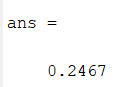 ans =
0.2467